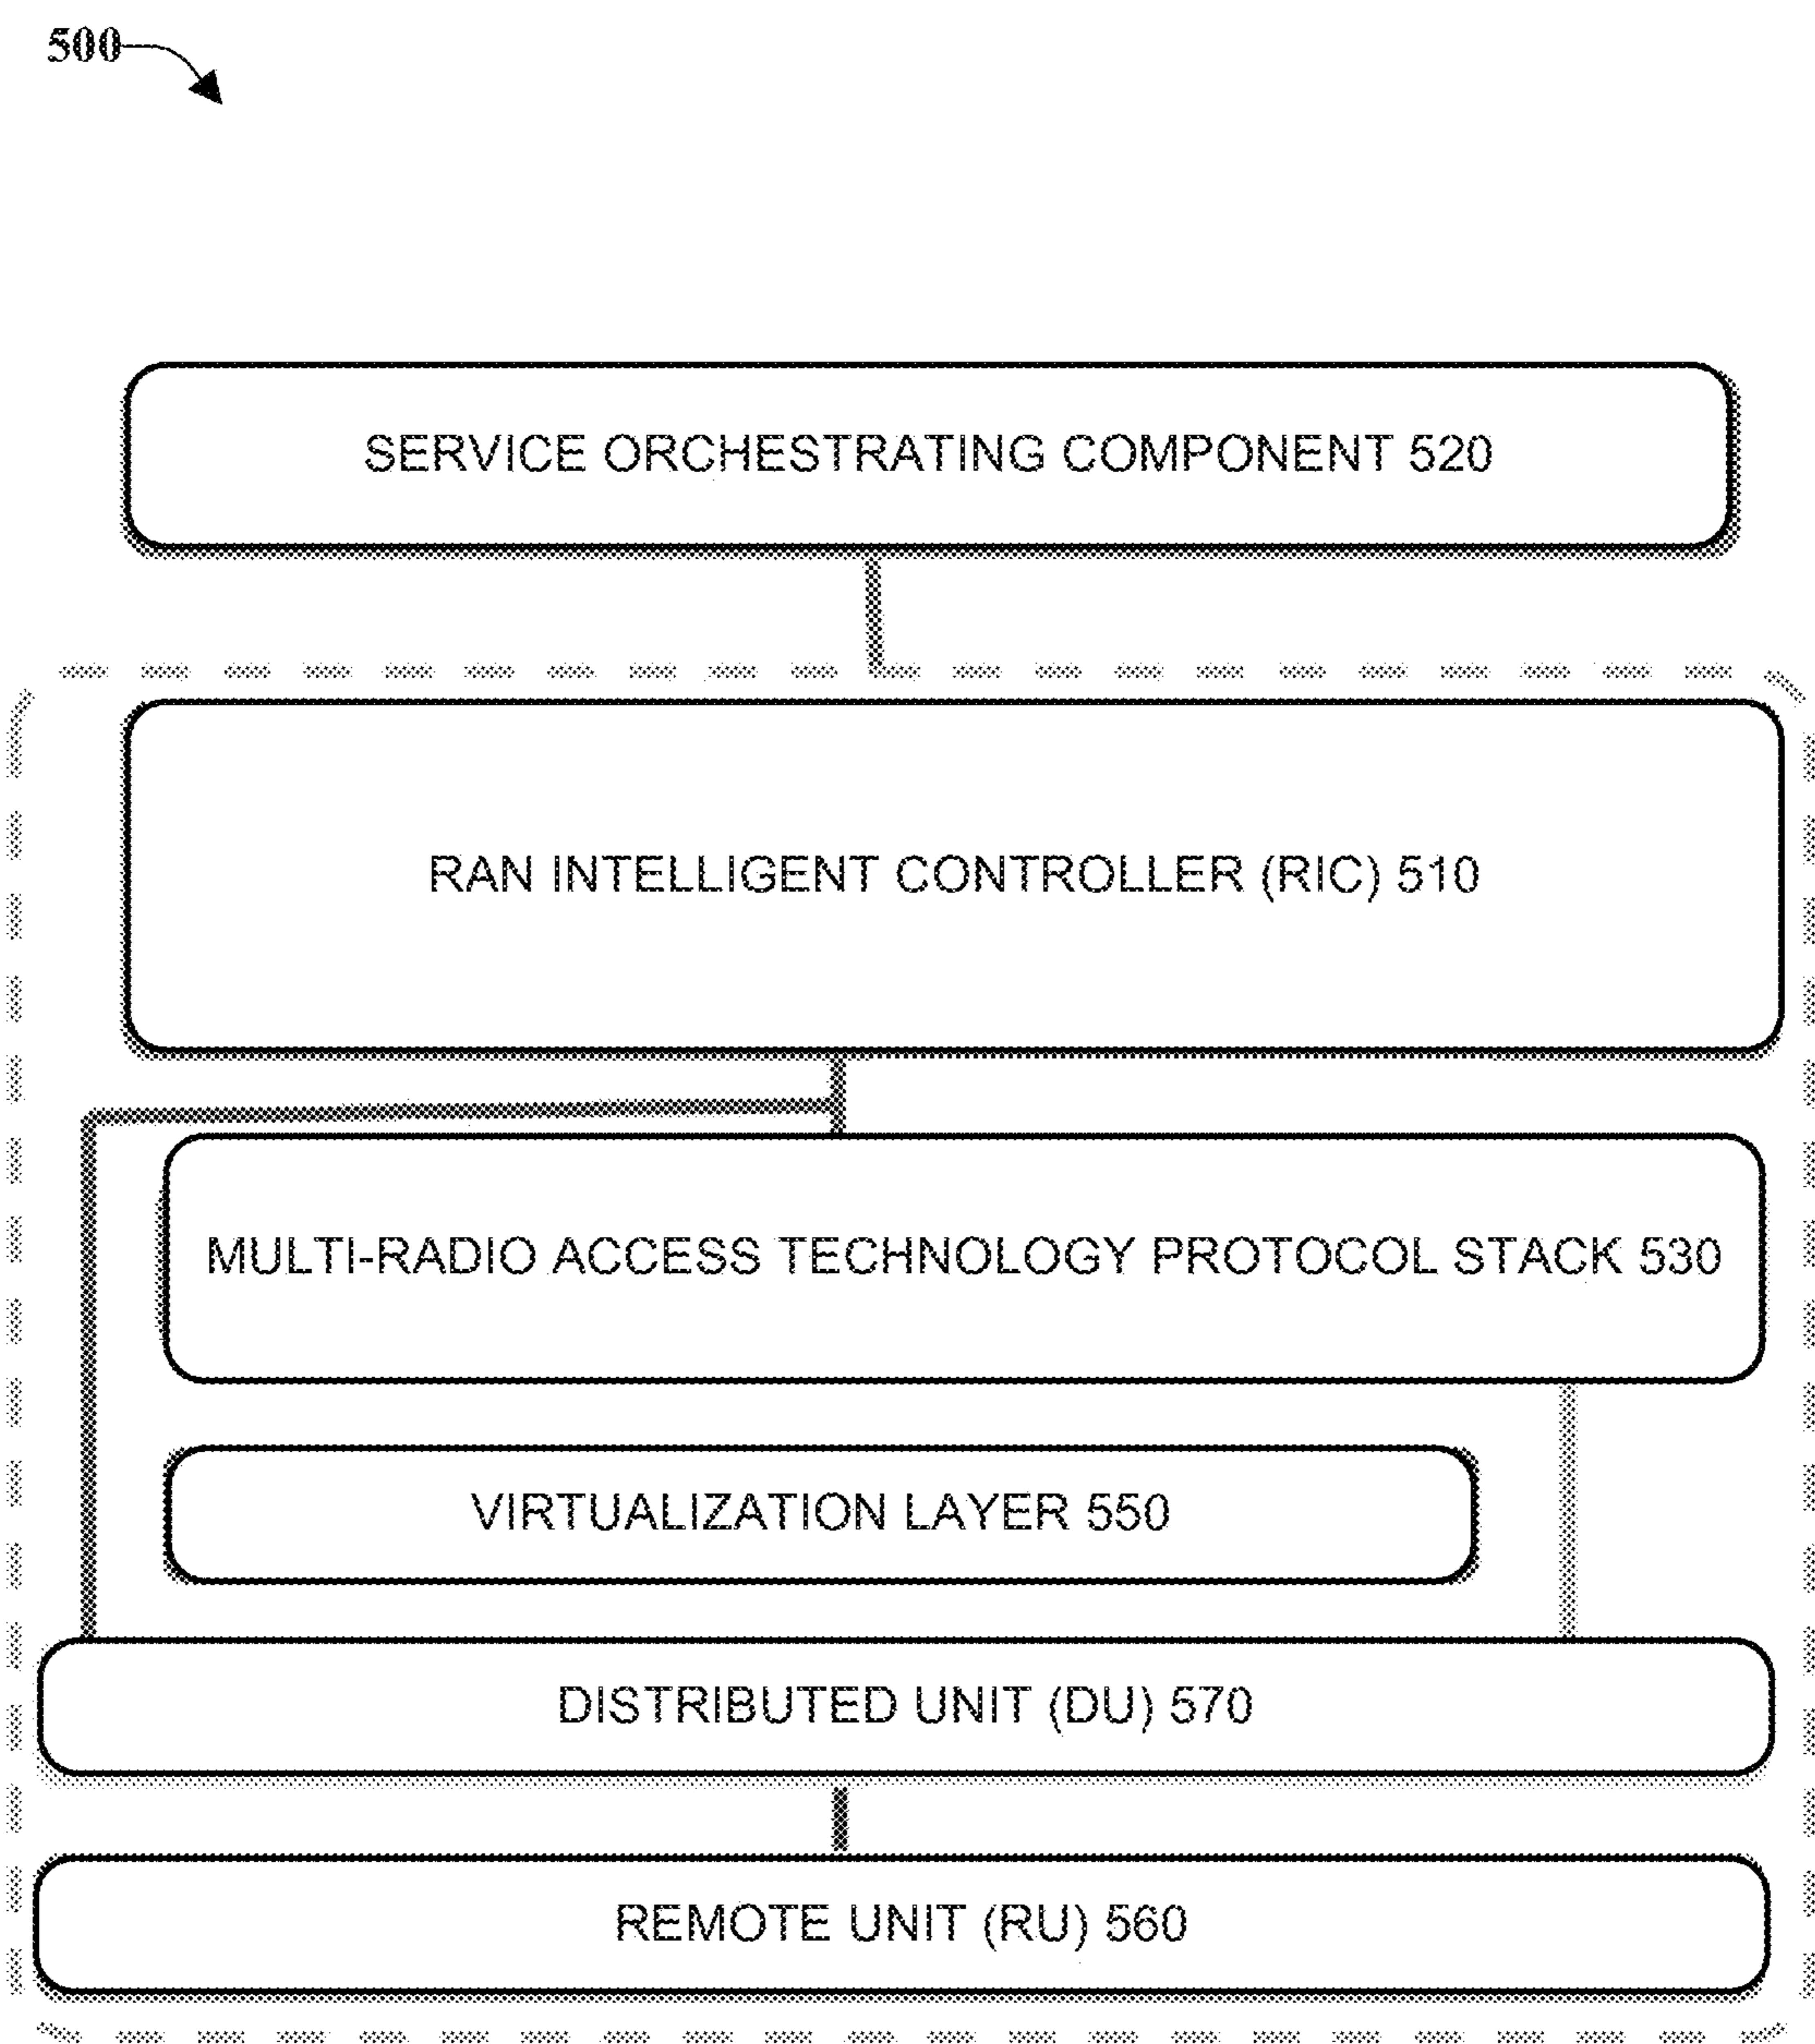 500
SERVICE ORCHESTRATING COMPONENT 520
RAN INTELLIGENT CONTROLLER (RIC) 510
MULTI-RADIO ACCESS TECHNOLOGY PROTOCOL STACK 530
VIRTUALIZATION LAYER 550
DISTRIBUTED UNIT (DU) 570
REMOTE UNIT (RU) 560